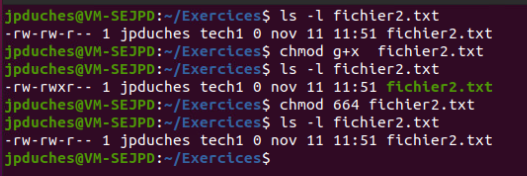 jpduches@VM-SEJPD:~/Exercices$ ls -l fichier2.txt
-rw-rw-r-- 1 jpduches tech1 0 nov 11 11:51 fichier2.txt
jpduches@VM-SEJPD:~/Exercices$ chmod g+x  fichier2.txt
jpduches@VM-SEJPD:~/Exercices$ ls -l fichier2.txt
-rw-rwxr-- 1 jpduches tech1 0 nov 11 11:51 fichier2.txt
jpduches@VM-SEJPD:~/Exercices$ chmod 664 fichier2.txt
jpduches@VM-SEJPD:~/Exercices$ ls -l fichier2.txt
-rw-rw-r-- 1 jpduches tech1 0 nov 11 11:51 fichier2.txt
jpduches@VM-SEJPD:~/Exercices$